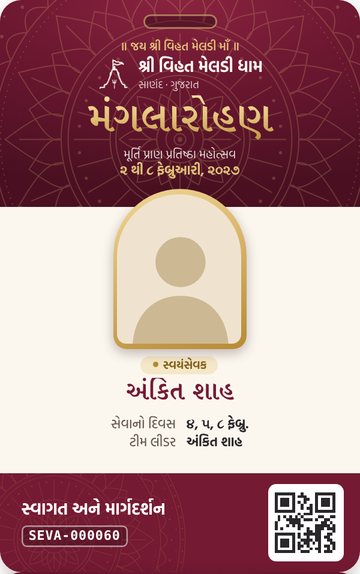 ॥ જય શ્રી વિહત મેલડી માઁ ॥
શ્રી વિહત મેલડી ધામ
સાણંદ · ગુજરાત
મંગલારોહણ
મૂર્તિ પ્રાણ પ્રતિષ્ઠા મહોત્સવ
૨ થી ૮ ફેબ્રુઆરી, ૨૦૨૭
સ્વયંસેવક
અંકિત શાહ
સેવાનો દિવસ ૪, ૫, ૮ ફેબ્રુ.
ટીમ લીડર અંકિત શાહ
સ્વાગત અને માર્ગદર્શન
SEVA-000060